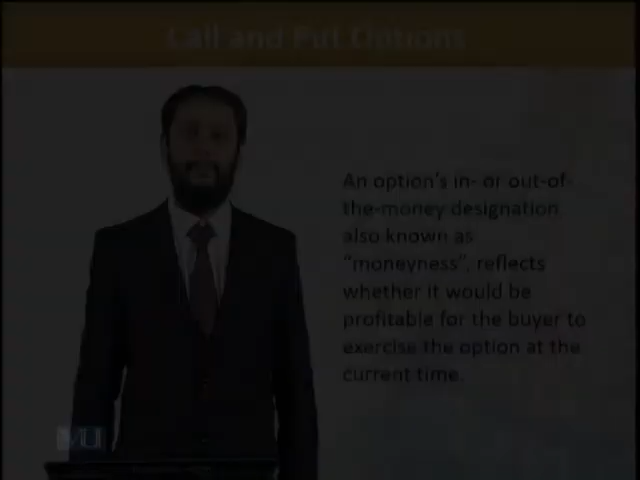 Call and Put Options
An option's in- or out-of-
the-money designation
also known as
"moneyness", reflects
whether it would be
profitable for the buyer to
exercise the option at the
current time.
VU